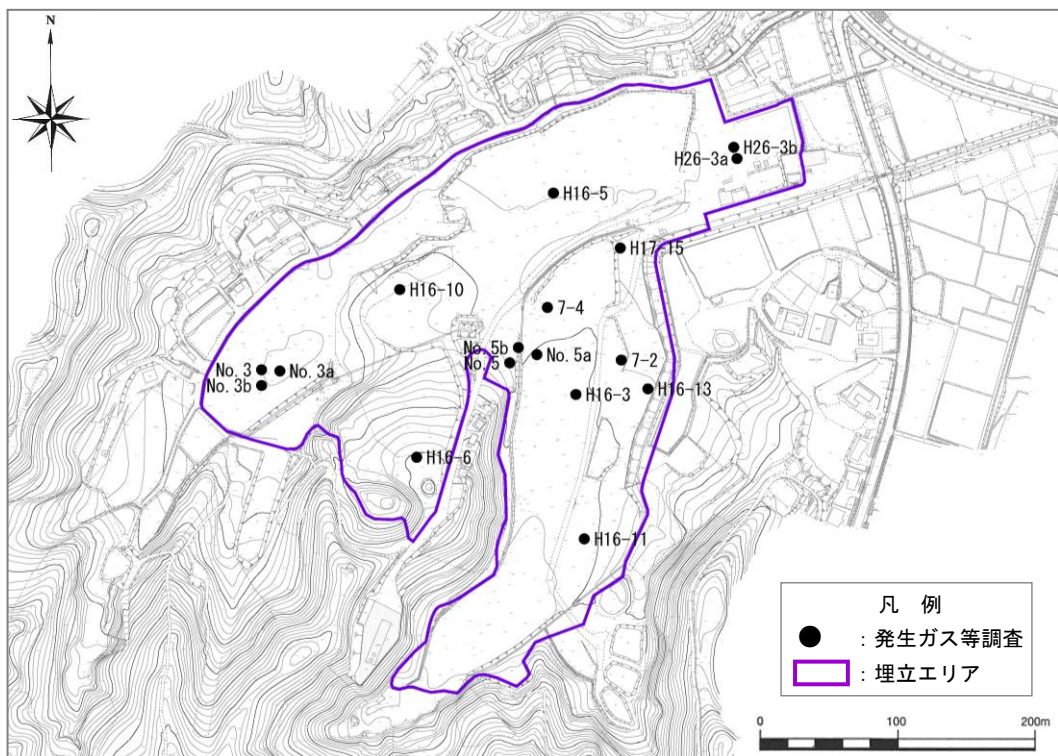 N
H26-3b
H26-3a
H16-5
H17-15
H16-10
7-4
No. 5b
No. 5a
No. 5
7-2
No. 3
No. 3a
No. 3b
H16-3
H16-13
H16-6
H16-11
凡 例
：発生ガス等調査
：埋立エリア
0 100 200m